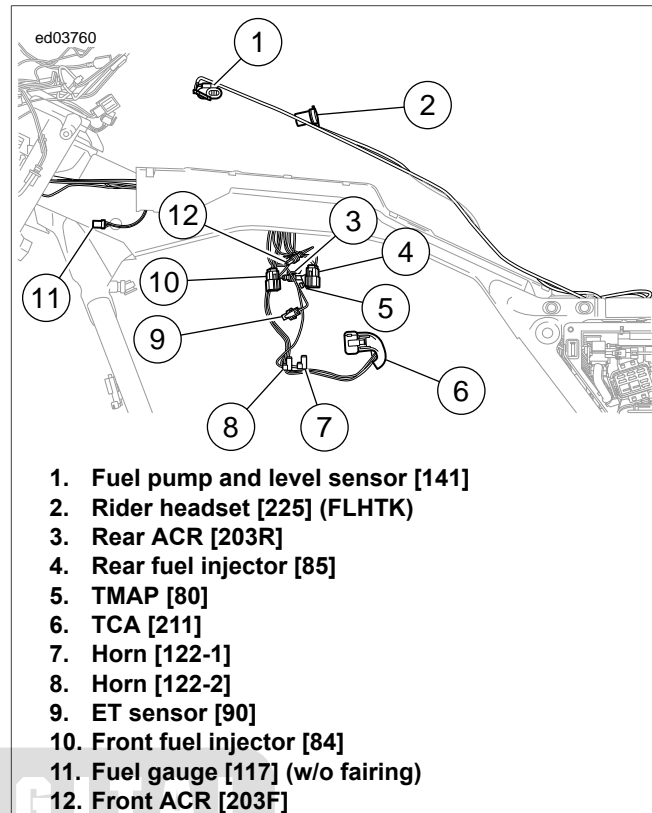 ed03760
1
2
12
3
4
10
11
5
9
6
8
7
1. Fuel pump and level sensor [141]
2. Rider headset [225] (FLHTK)
3. Rear ACR [203R]
4. Rear fuel injector [85]
5. TMAP [80]
6. TCA [211]
7. Horn [122-1]
8. Horn [122-2]
9. ET sensor [90]
10. Front fuel injector [84]
11. Fuel gauge [117] (w/o fairing)
12. Front ACR [203F]